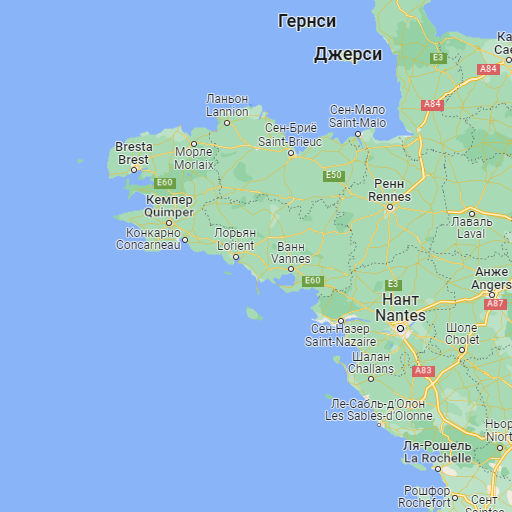 Гернси
Джерси
E3
A84
A84
Ланьон
Lannion
Сен-Мало
Saint-Malo
Сен-Бриё
Saint-Brieuc
Морле
Morlaix
Bresta
Brest
E60
E50
Ренн
Rennes
Кемпер
Quimper
Лаваль
Laval
Конкарно
Concarneau
Лорьян
Lorient
Ванн
Vannes
E60
E3
Анже
Angers
A87
Нант
Nantes
Сен-Назер
Saint-Nazaire
Шоле
Cholet
Шалан
Challans
A83
Ле-Сабль-д'Олон
Les Sables-d'Olonne
Ля-Рошель
La Rochelle
Рошфор
Rochefort
Сент